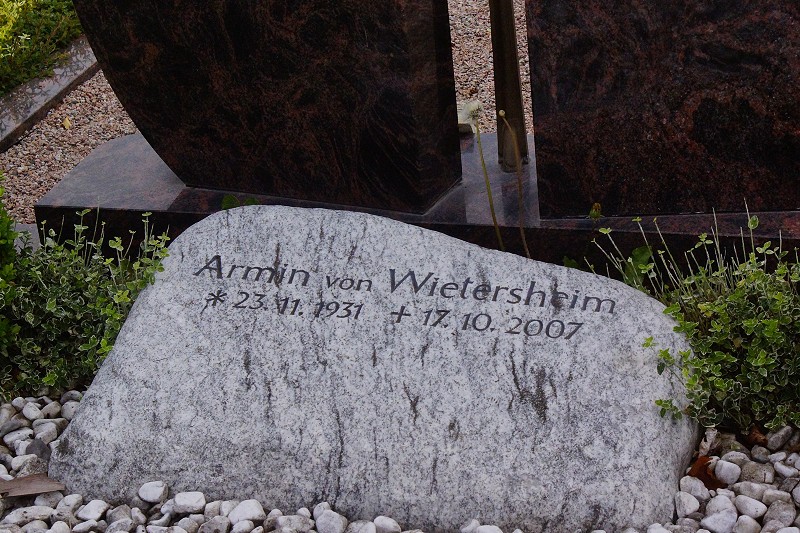 Armin von Wietersheim
* 23. 11. 1931 + 17. 10. 2007